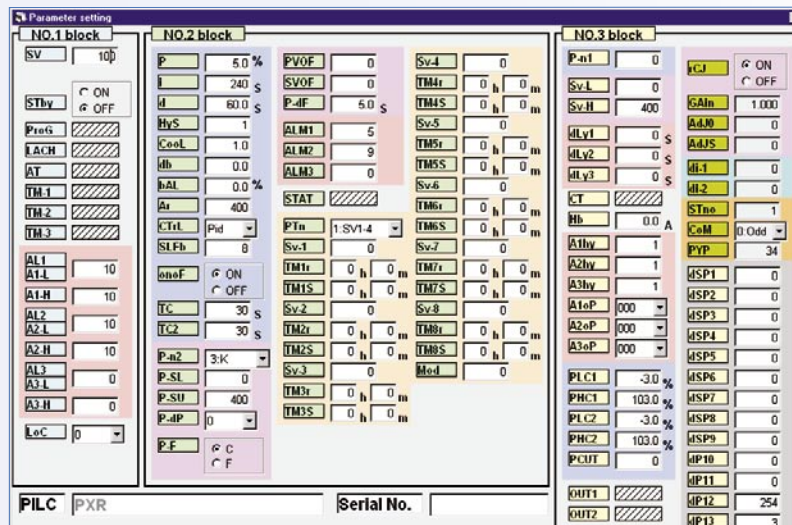 Parameter setting
NO.1 block
SV 100
STby ON
OFF
ProG
LACH
AT
TM-1
TM-2
TM-3
AL1
A1-L 10
A1-H 10
AL2
A2-L 10
A2-H 10
AL3
A3-L 0
A3-H 0
LoC 0
NO.2 block
P 5.0 %
I 240 S
d 60.0 S
HyS 1
CooL 1.0
db 0.0
bAL 0.0 %
Ar 400
CTrL Pid
SLFb 8
onoF ON
OFF
TC 30 S
TC2 30 S
P-n2 3:K
P-SL 0
P-SU 400
P-dP 0
P-F C
F
PVOF 0
SVOF 0
P-dF 5.0 S
ALM1 5
ALM2 9
ALM3 0
STAT
PTn 1:SV1-4
Sv-1 0
TM1r 0 h 0 m
TM1S 0 h 0 m
Sv-2 0
TM2r 0 h 0 m
TM2S 0 h 0 m
Sv-3 0
TM3r 0 h 0 m
TM3S 0 h 0 m
Sv-4 0
TM4r 0 h 0 m
TM4S 0 h 0 m
Sv-5 0
TM5r 0 h 0 m
TM5S 0 h 0 m
Sv-6 0
TM6r 0 h 0 m
TM6S 0 h 0 m
Sv-7 0
TM7r 0 h 0 m
TM7S 0 h 0 m
Sv-8 0
TM8r 0 h 0 m
TM8S 0 h 0 m
Mod 0
NO.3 block
P-n1 0
Sv-L 0
Sv-H 400
dLy1 0 S
dLy2 0 S
dLy3 0 S
CT
Hb 0.0 A
A1hy 1
A2hy 1
A3hy 1
A1oP 000
A2oP 000
A3oP 000
PLC1 -3.0 %
PHC1 103.0 %
PLC2 -3.0 %
PHC2 103.0 %
PCUT 0
OUT1
OUT2
rCJ ON
OFF
GAIn 1.000
AdJ0 0
AdJS 0
di-1 0
di-2 0
STno 1
CoM 0:Odd
PYP 34
dSP1 0
dSP2 0
dSP3 0
dSP4 0
dSP5 0
dSP6 0
dSP7 0
dSP8 0
dSP9 0
dP10 0
dP11 0
dP12 254
dP13 3
PILC PXR Serial No.